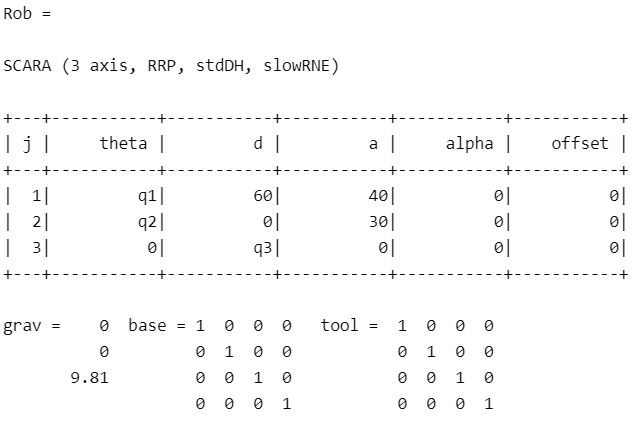 Rob =
SCARA (3 axis, RRP, stdDH, slowRNE)
+---+-----------+-----------+-----------+-----------+-----------+
| j |     theta |         d |         a |     alpha |    offset |
+---+-----------+-----------+-----------+-----------+-----------+
|  1|         q1|         60|         40|          0|          0|
|  2|         q2|          0|         30|          0|          0|
|  3|          0|         q3|          0|          0|          0|
+---+-----------+-----------+-----------+-----------+-----------+
grav =    0  base = 1  0  0  0   tool =  1  0  0  0
          0         0  1  0  0           0  1  0  0
       9.81         0  0  1  0           0  0  1  0
                    0  0  0  1           0  0  0  1